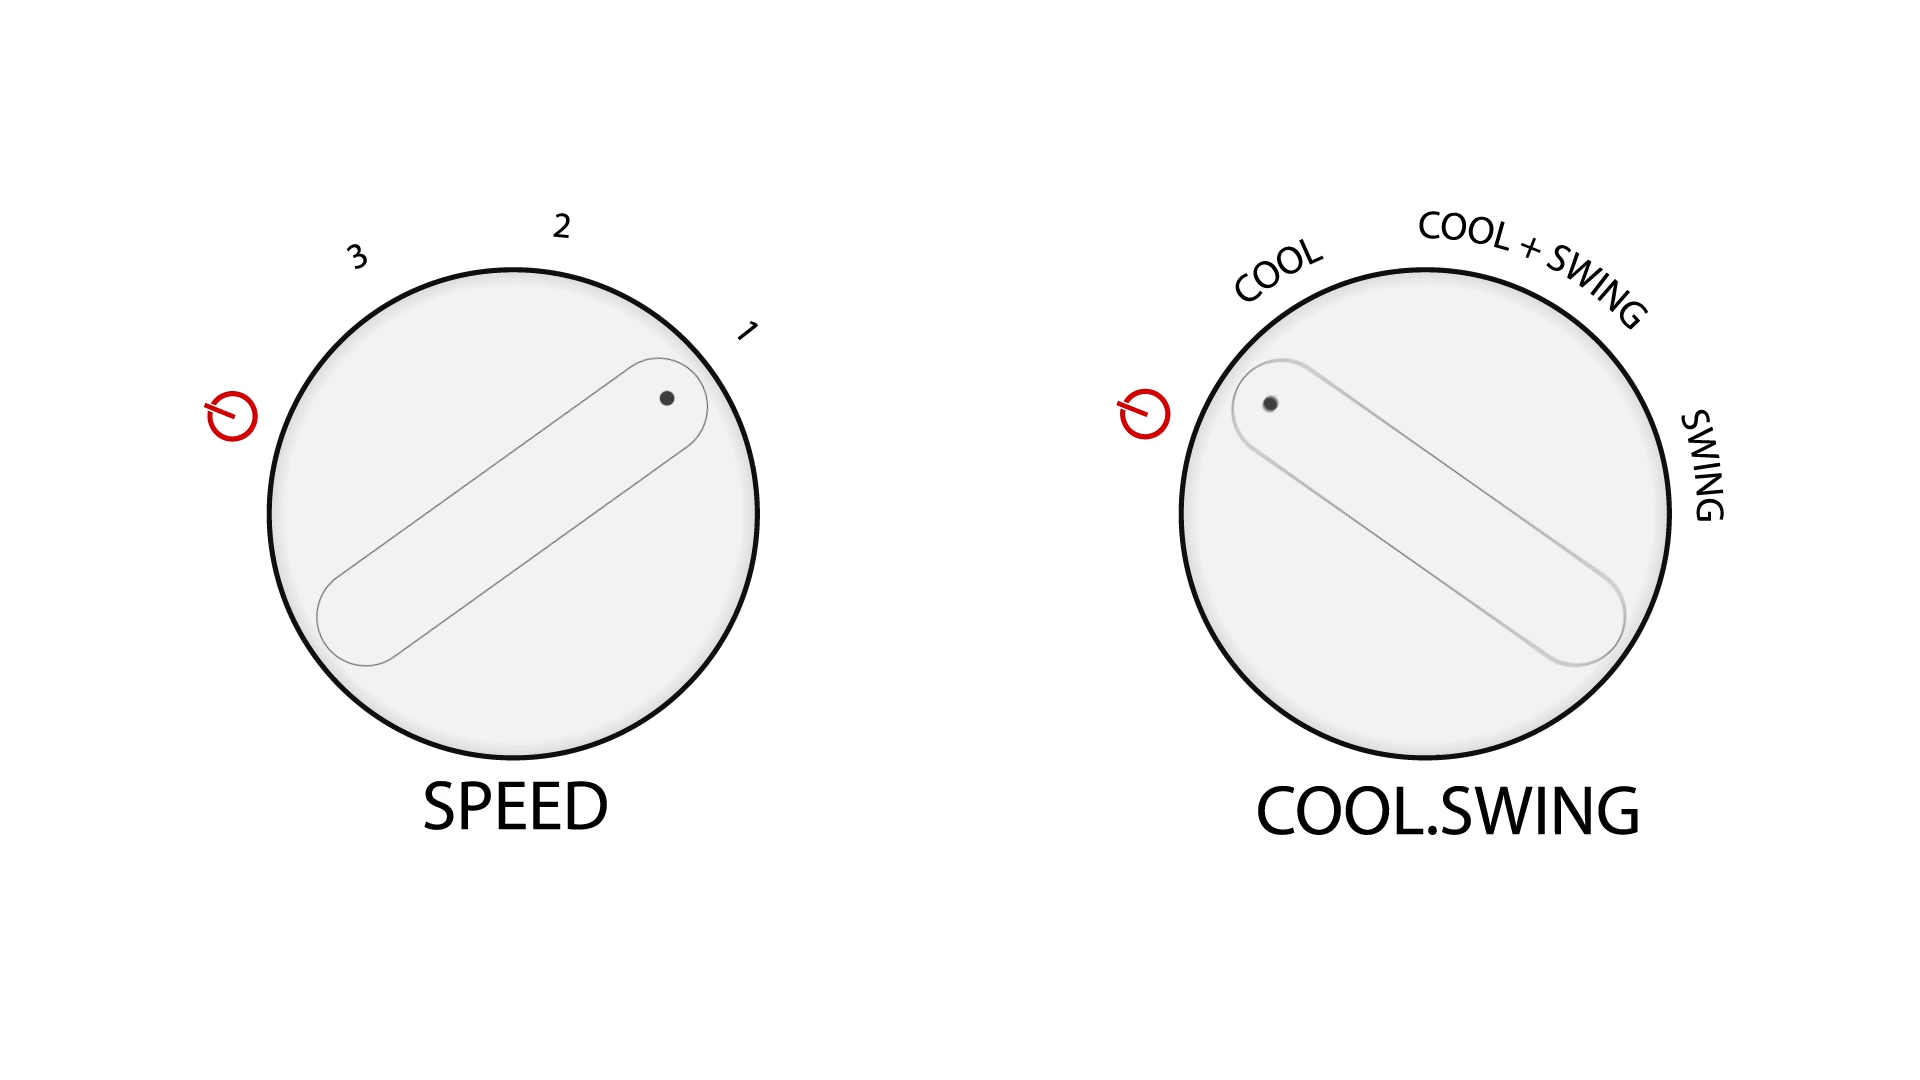 3
2
1
SPEED
COOL
COOL + SWING
SWING
COOL.SWING